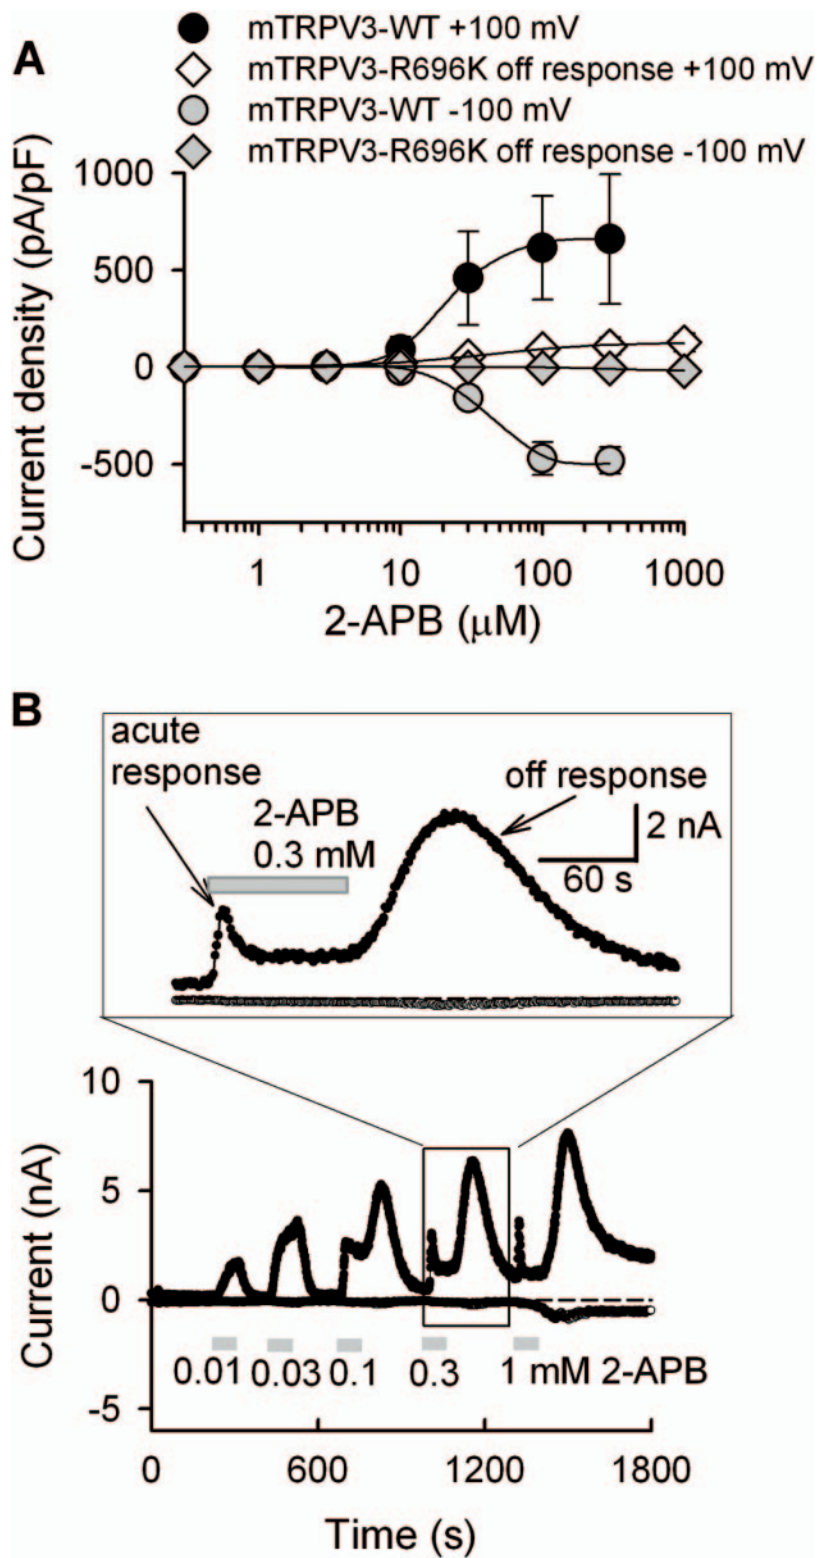 A
mTRPV3-WT +100 mV
mTRPV3-R696K off response +100 mV
mTRPV3-WT -100 mV
mTRPV3-R696K off response -100 mV
Current density (pA/pF)
1000
500
0
-500
1 10 100 1000
2-APB (μM)
B
acute
response
2-APB
0.3 mM
off response
2 nA
60 s
Current (nA)
10
5
0
-5
0.01 0.03 0.1 0.3 1 mM 2-APB
0 600 1200 1800
Time (s)